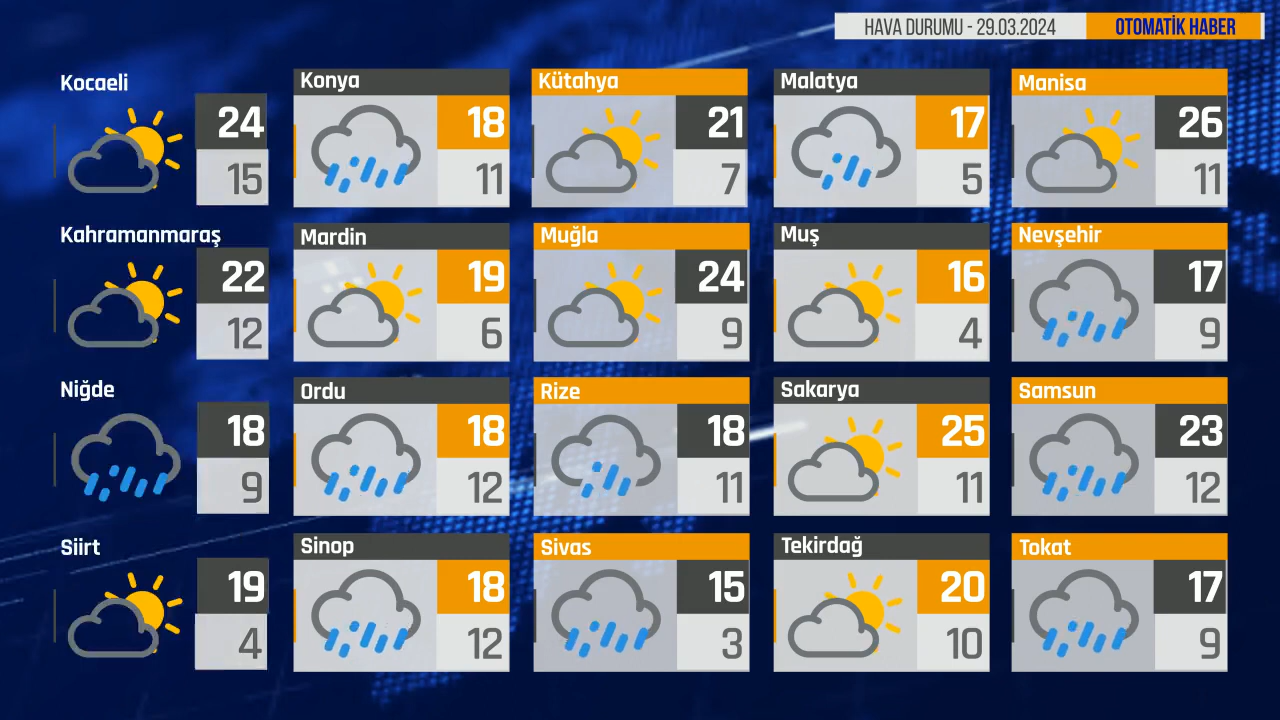 HAVA DURUMU - 29.03.2024 OTOMATİK HABER
Kocaeli
24
15
Konya
18
11
Kütahya
21
7
Malatya
17
5
Manisa
26
11
Kahramanmaraş
22
12
Mardin
19
6
Muğla
24
9
Muş
16
4
Nevşehir
17
9
Niğde
18
9
Ordu
18
12
Rize
18
11
Sakarya
25
11
Samsun
23
12
Siirt
19
4
Sinop
18
12
Sivas
15
3
Tekirdağ
20
10
Tokat
17
9